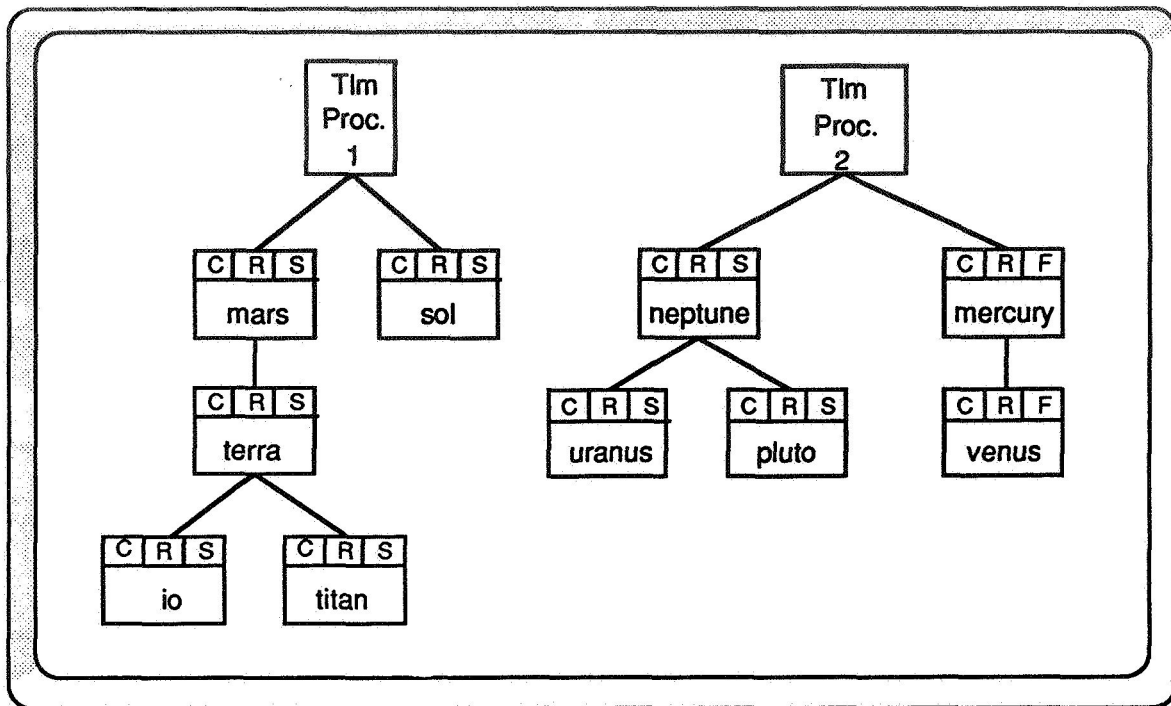 Tlm
Proc.
1
Tlm
Proc.
2
C R S
mars
C R S
sol
C R S
neptune
C R F
mercury
C R S
terra
C R S
uranus
C R S
pluto
C R F
venus
C R S
io
C R S
titan